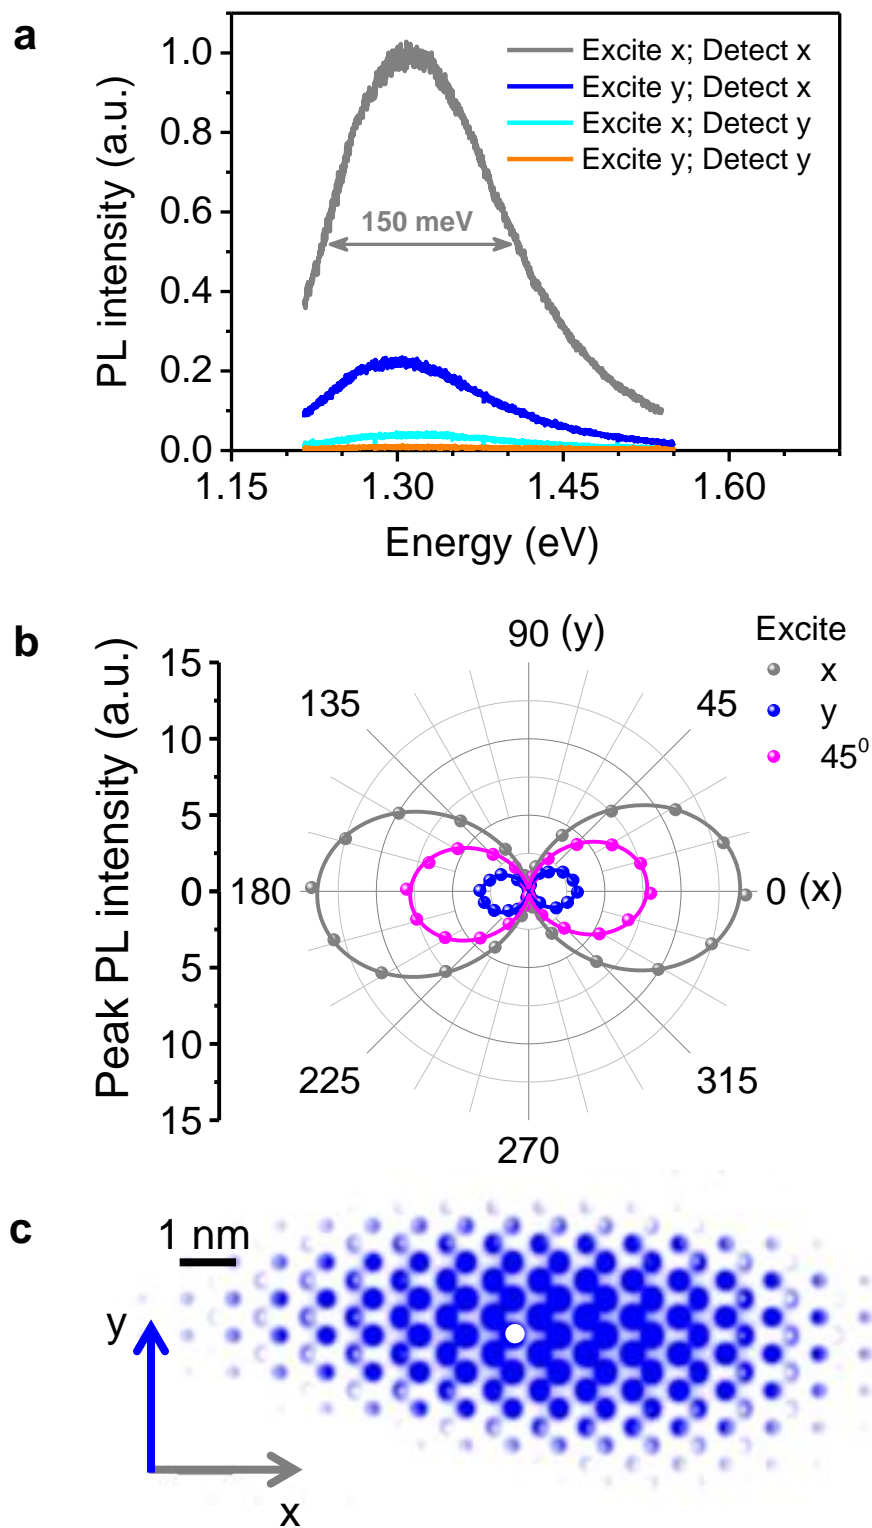 a
PL intensity (a.u.)
1.0
0.8
0.6
0.4
0.2
0.0
Excite x; Detect x
Excite y; Detect x
Excite x; Detect y
Excite y; Detect y
150 meV
1.15 1.30 1.45 1.60
Energy (eV)
b
Peak PL intensity (a.u.)
15
10
5
0
5
10
15
90 (y)
135
45
180
0 (x)
225
315
270
Excite
x
y
45⁰
c
1 nm
y
x